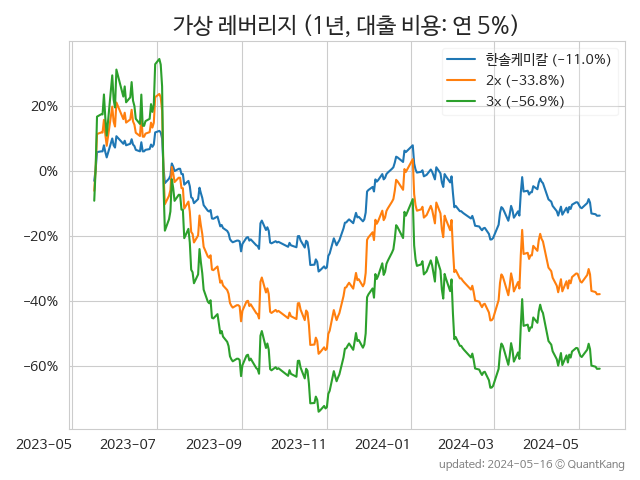 가상 레버리지 (1년, 대출 비용: 연 5%)
한솔케미칼 (−11.0%)
2x (−33.8%)
3x (−56.9%)
20%
0%
−20%
−40%
−60%
2023-05 2023-07 2023-09 2023-11 2024-01 2024-03 2024-05
updated: 2024-05-16 © QuantKang